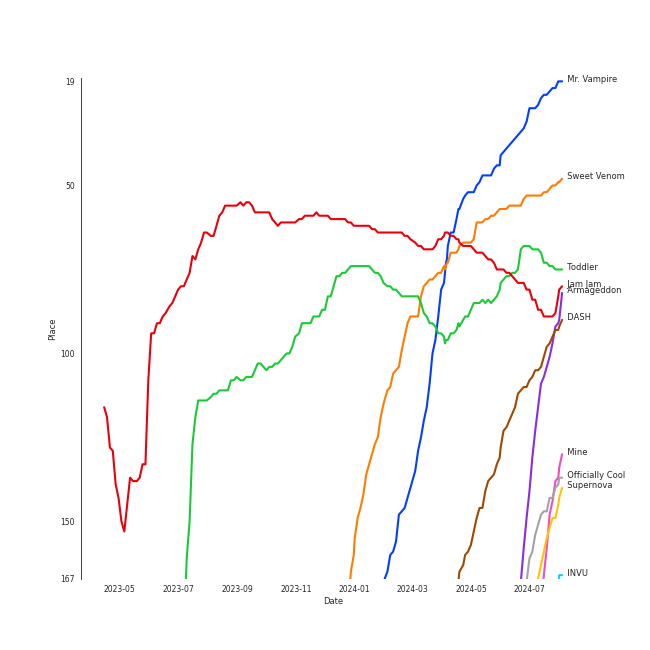 19
50
100
150
167
Place
2023-05
2023-07
2023-09
2023-11
2024-01
2024-03
2024-05
2024-07
Date
Mr. Vampire
Sweet Venom
Toddler
Jam Jam
Armageddon
DASH
Mine
Officially Cool
Supernova
INVU